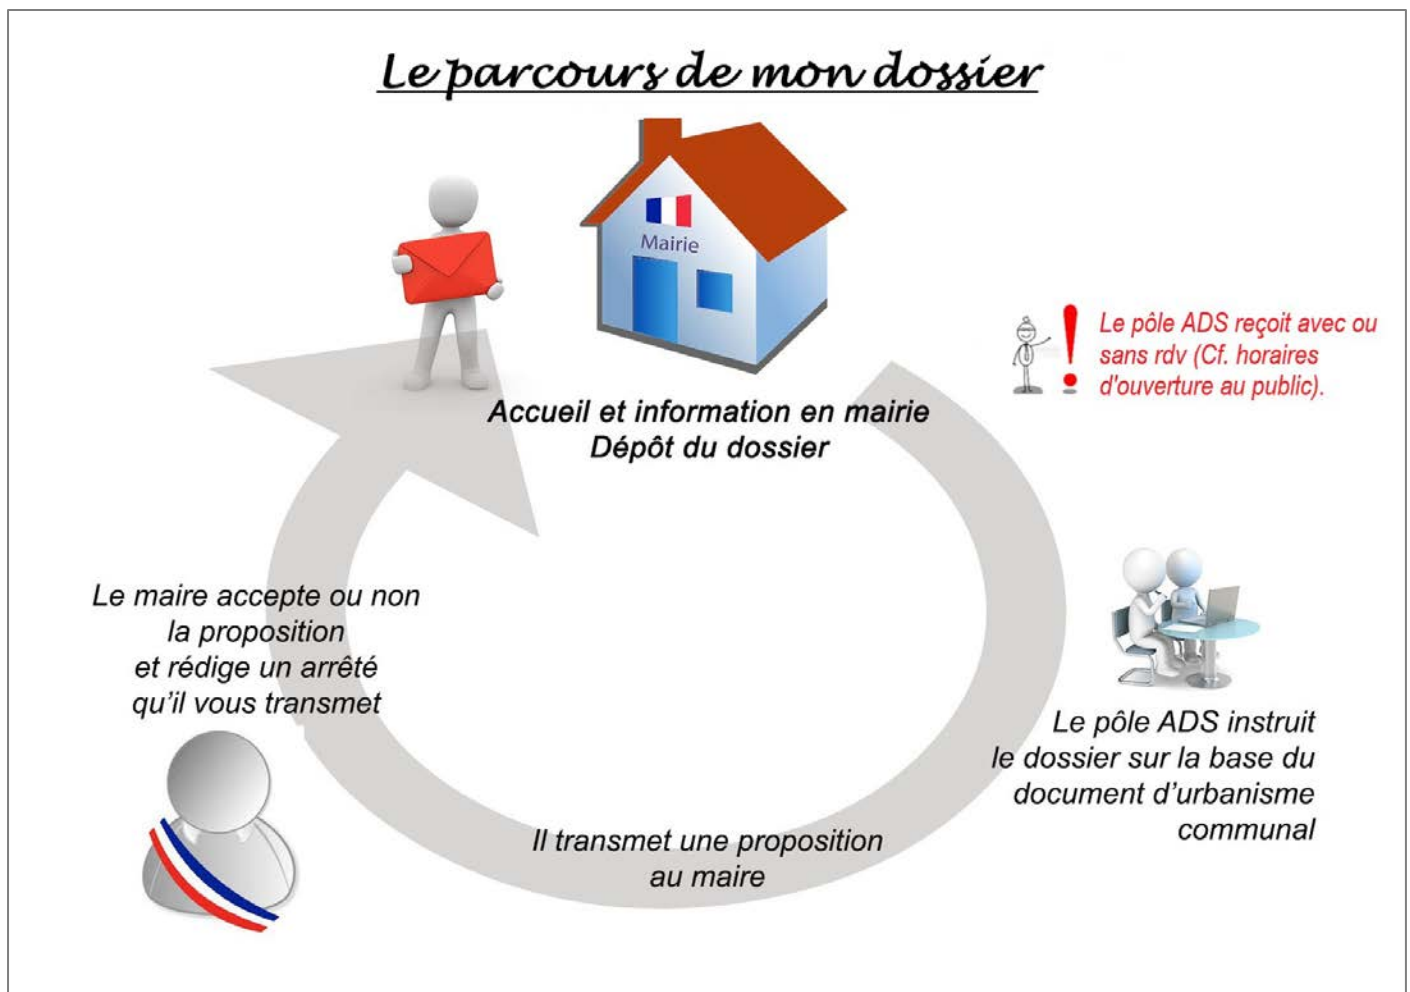 Le parcours de mon dossier
Mairie
Le pôle ADS reçoit avec ou
sans rdv (Cf. horaires
d'ouverture au public).
Accueil et information en mairie
Dépôt du dossier
Le pôle ADS instruit
le dossier sur la base du
document d’urbanisme
communal
Il transmet une proposition
au maire
Le maire accepte ou non
la proposition
et rédige un arrêté
qu’il vous transmet